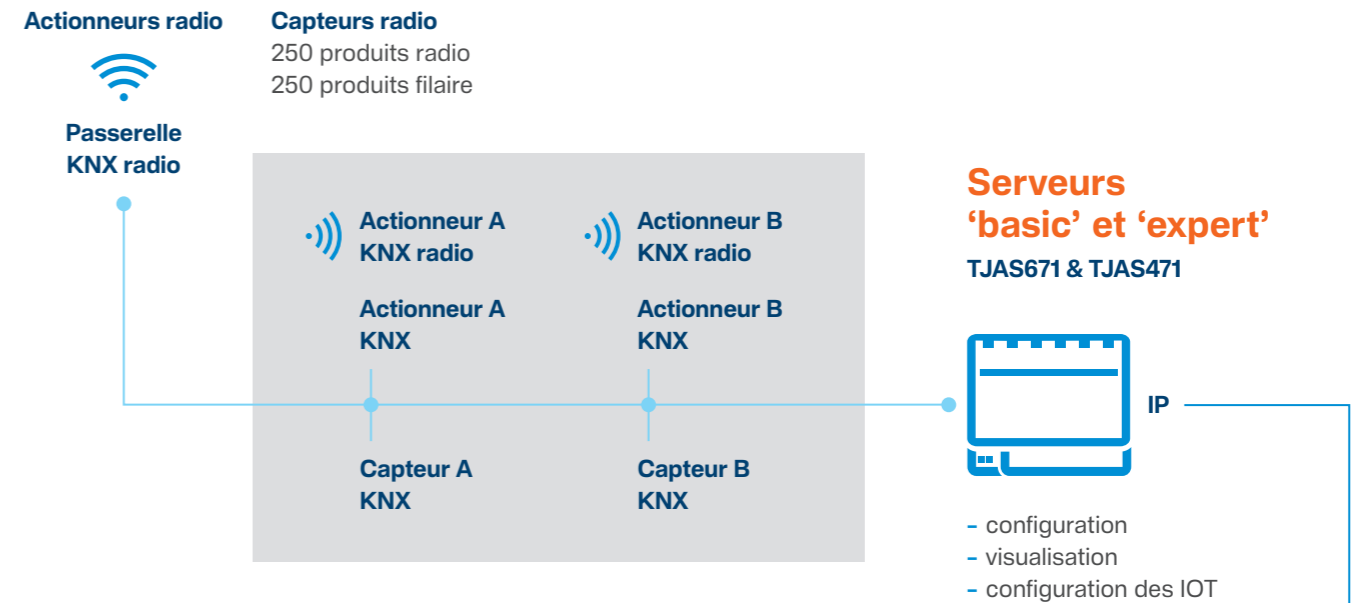 Actionneurs radio
Capteurs radio
250 produits radio
250 produits filaire
Passerelle
KNX radio
Actionneur A
KNX radio
Actionneur B
KNX radio
Actionneur A
KNX
Actionneur B
KNX
Capteur A
KNX
Capteur B
KNX
Serveurs
‘basic’ et ‘expert’
TJAS671 & TJAS471
IP
- configuration
- visualisation
- configuration des IOT